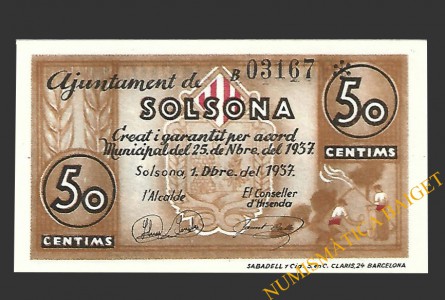 Ajuntament de
B 03167
SOLSONA
Creat i garantit per acord
Municipal del 25 de Nbre. del 1937.
Solsona, 1. Dbre. del 1937.
l'Alcalde
El Conseller
d'Hisenda
50
CENTIMS
50
CENTIMS
SABADELL Y Cia. S. en C. CLARIS, 24 BARCELONA
NUMISMÀTICA RAIGET